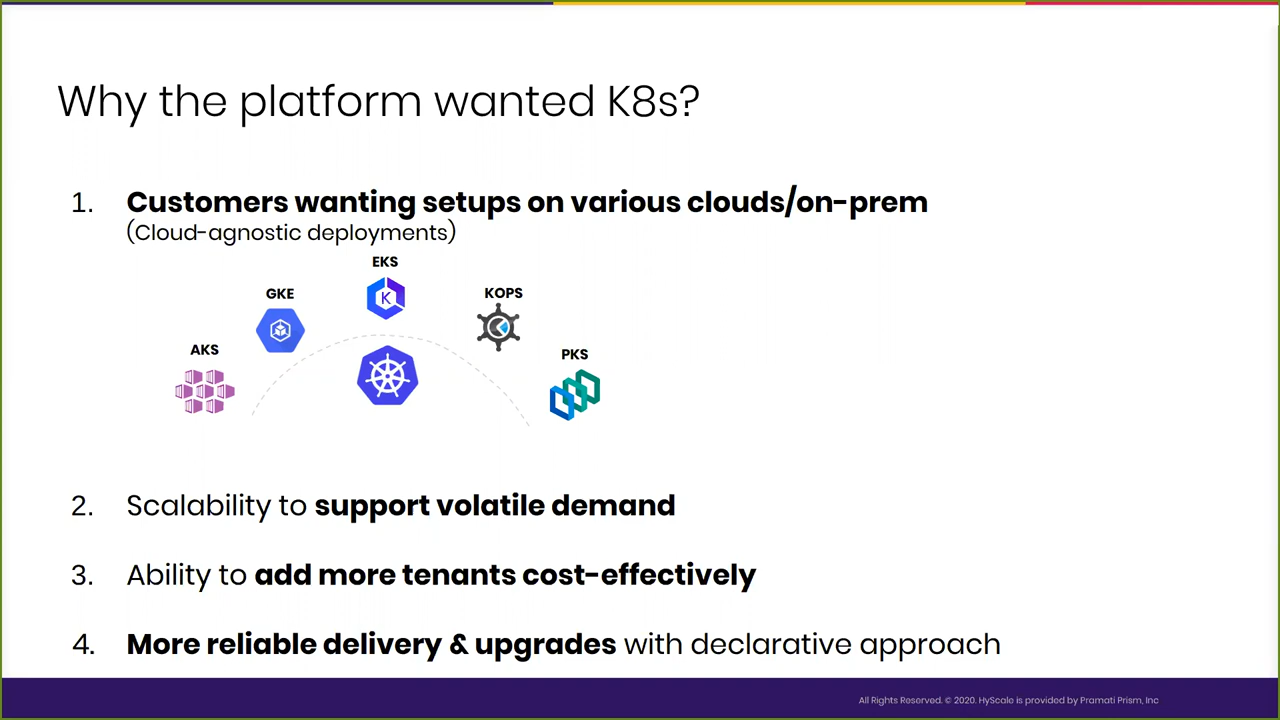 Why the platform wanted K8s?
1. Customers wanting setups on various clouds/on-prem
(Cloud-agnostic deployments)
EKS
GKE
KOPS
AKS
PKS
K
2. Scalability to support volatile demand
3. Ability to add more tenants cost-effectively
4. More reliable delivery & upgrades with declarative approach
All Rights Reserved. © 2020. HyScale is provided by Pramati Prism, Inc